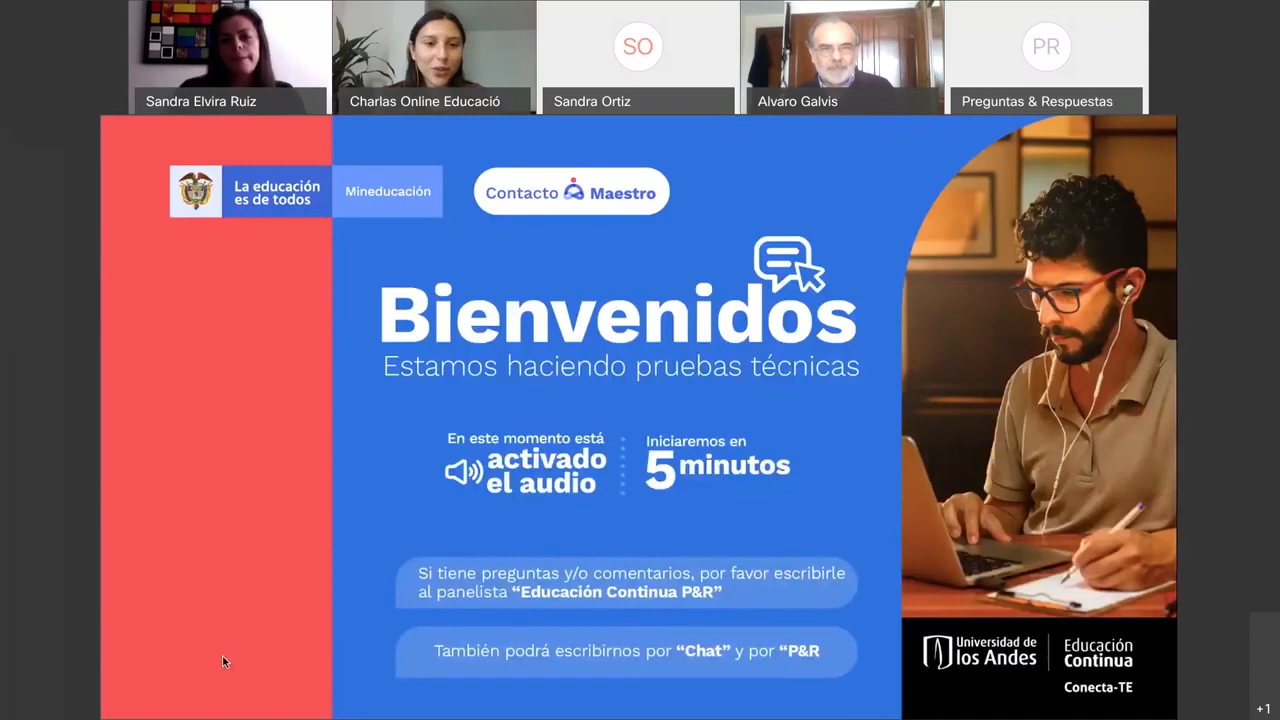 SO
PR
Sandra Elvira Ruiz
Charlas Online Educació
Sandra Ortiz
Alvaro Galvis
Preguntas & Respuestas
La educación
es de todos
Mineducación
Contacto Maestro
Bienvenidos
Estamos haciendo pruebas técnicas
En este momento está
activado
el audio
Iniciaremos en
5 minutos
Si tiene preguntas y/o comentarios, por favor escribirle
al panelista “Educación Continua P&R”
También podrá escribirnos por “Chat” y por “P&R
Universidad de
los Andes
Educación
Continua
Conecta-TE
+1